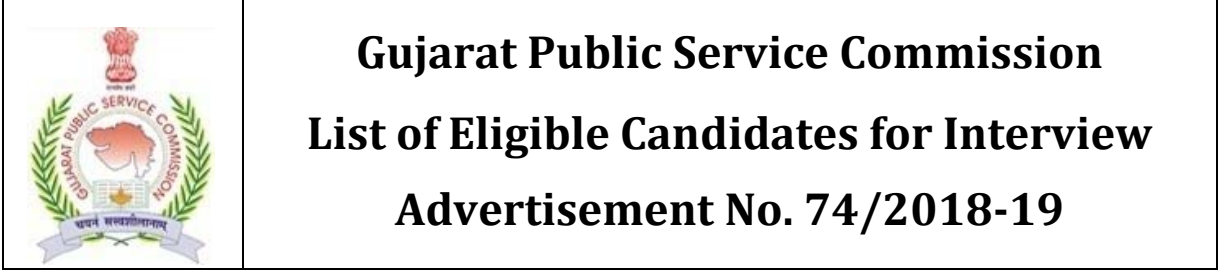 Gujarat Public Service Commission
List of Eligible Candidates for Interview
Advertisement No. 74/2018-19
GUJARAT PUBLIC SERVICE COMMISSION